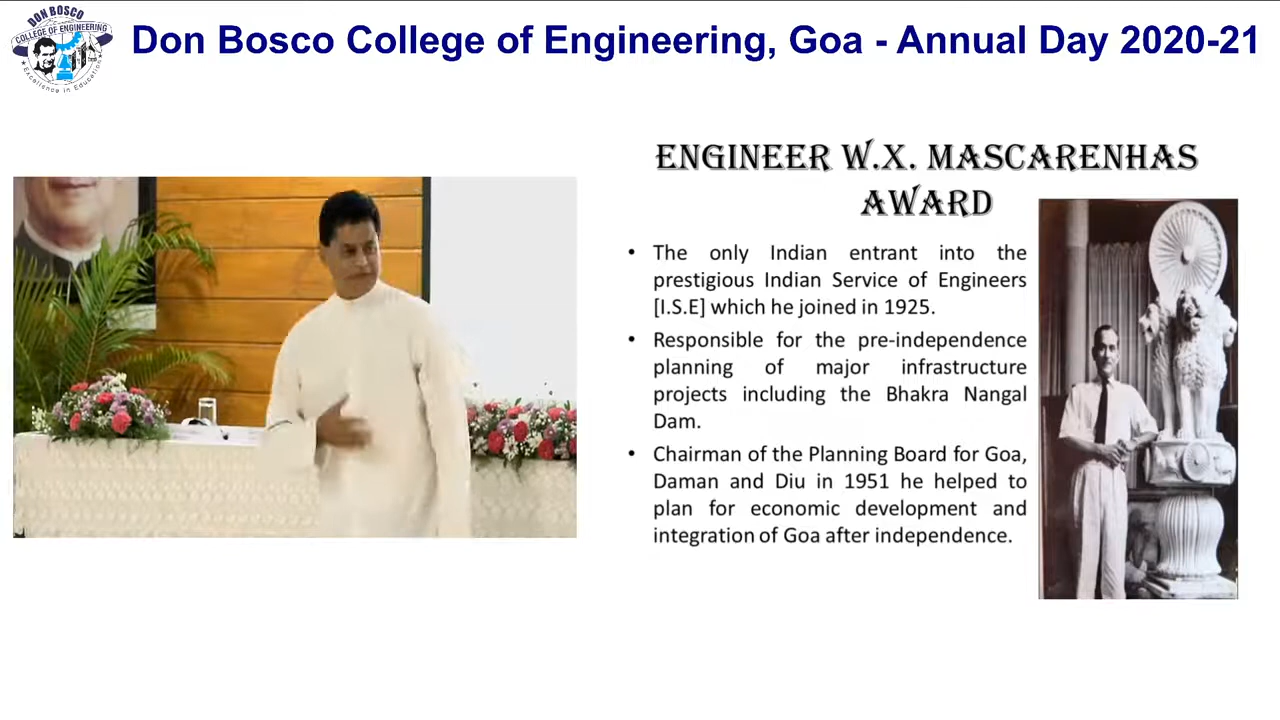 DON BOSCO
COLLEGE OF ENGINEERING
Excellence in Education
Don Bosco College of Engineering, Goa - Annual Day 2020-21
ENGINEER W.X. MASCARENHAS
AWARD
• The only Indian entrant into the
prestigious Indian Service of Engineers
[I.S.E] which he joined in 1925.
• Responsible for the pre-independence
planning of major infrastructure
projects including the Bhakra Nangal
Dam.
• Chairman of the Planning Board for Goa,
Daman and Diu in 1951 he helped to
plan for economic development and
integration of Goa after independence.